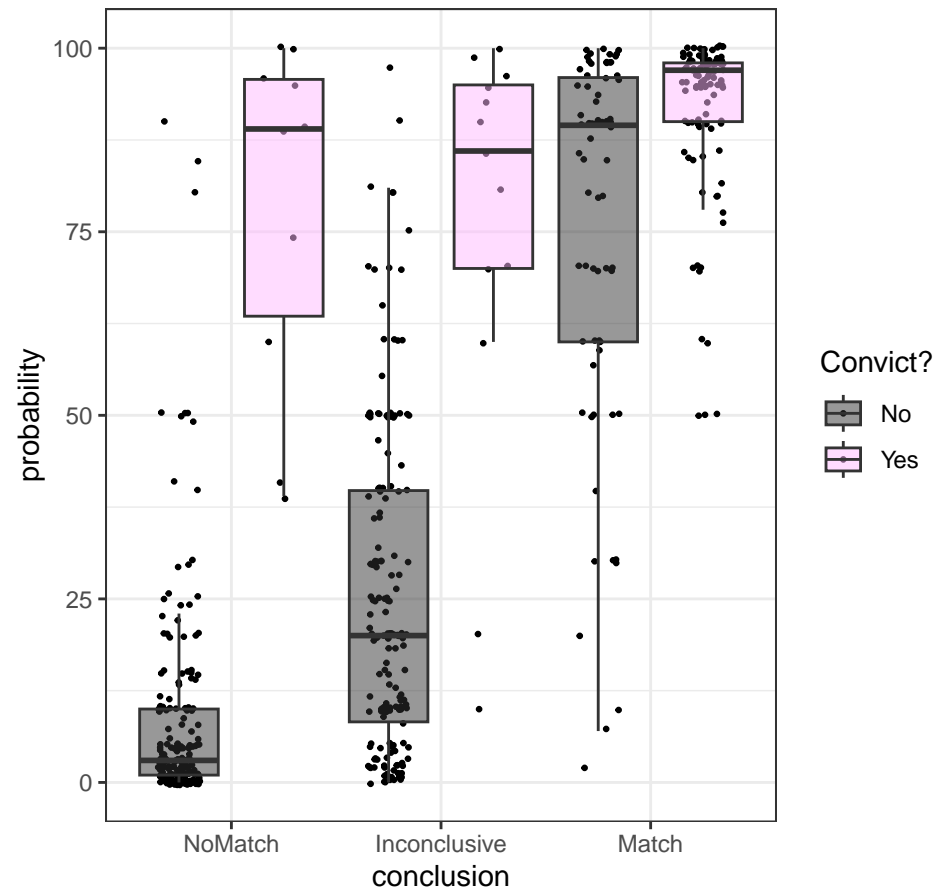 100
75
50
25
0
probability
NoMatch
Inconclusive
Match
conclusion
Convict?
No
Yes